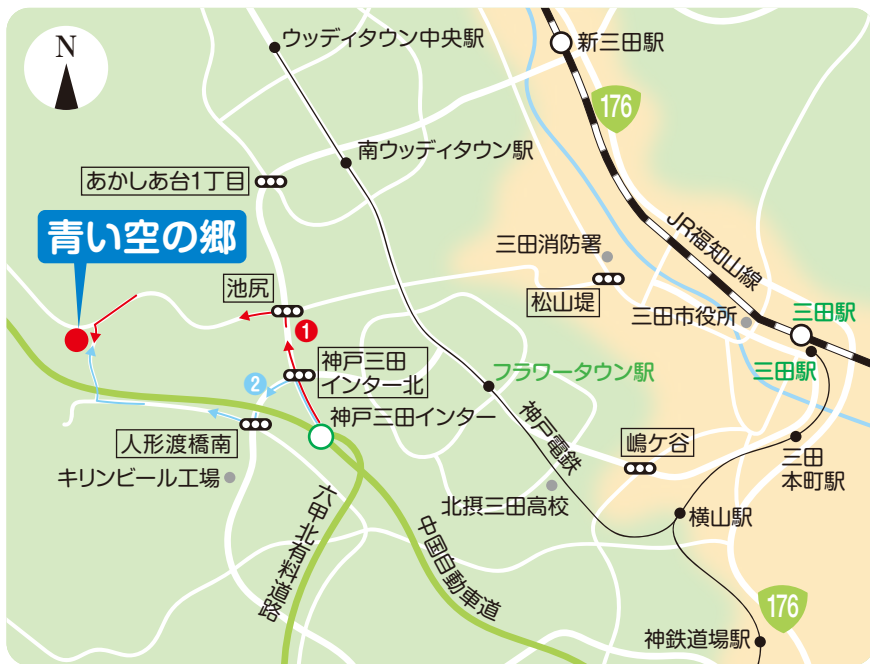 N
ウッディタウン中央駅
新三田駅
176
南ウッディタウン駅
あかしあ台1丁目
青い空の郷
JR福知山線
三田消防署
池尻
松山堤
三田駅
三田市役所
1
神戸三田
インター北
三田駅
フラワータウン駅
2
神戸三田インター
神戸電鉄
人形渡橋南
嶋ケ谷
三田
本町駅
キリンビール工場
北摂三田高校
横山駅
六甲北有料道路
中国自動車道
176
神鉄道場駅